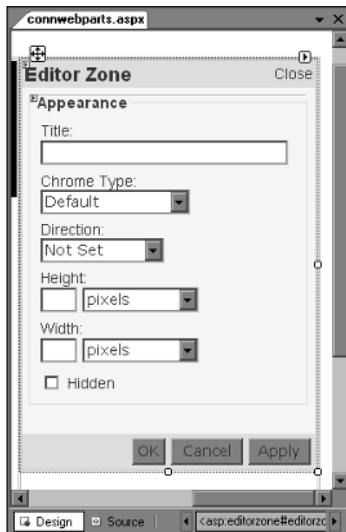 connwebparts.aspx
Editor Zone
Close
Appearance
Title:
Chrome Type:
Default
Direction:
Not Set
Height:
pixels
Width:
pixels
Hidden
OK Cancel Apply
Design Source <asp:editorzone#editorzo